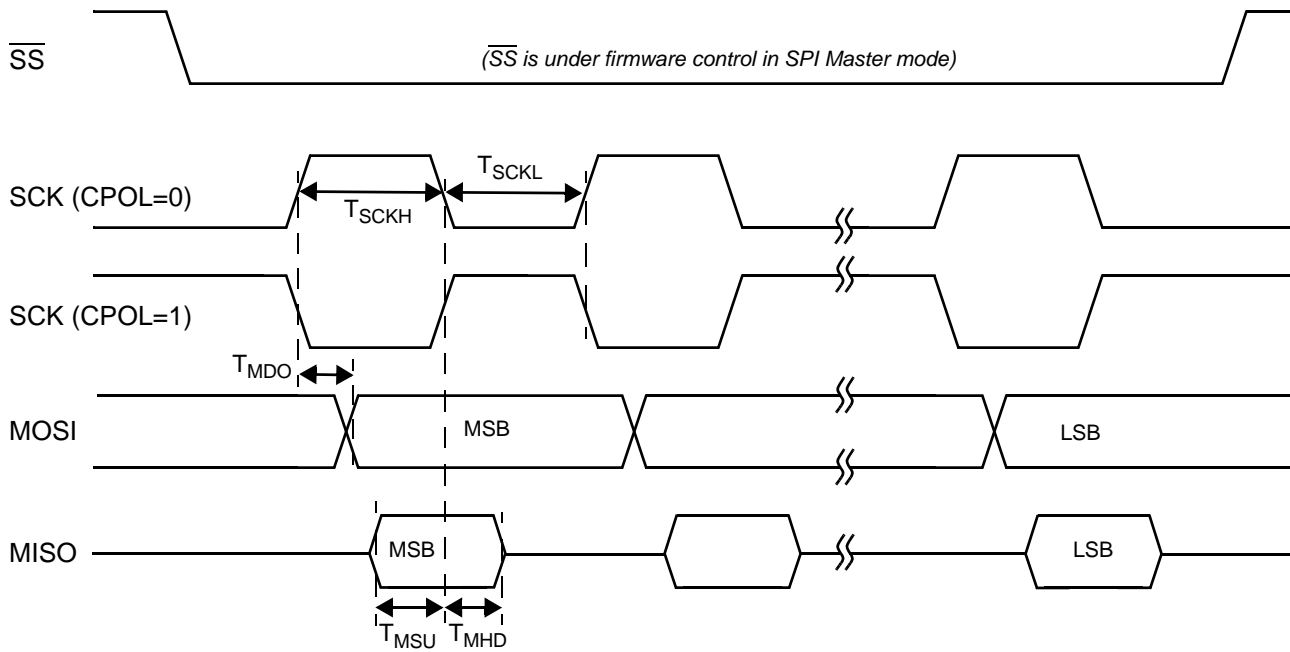 SS
(SS is under firmware control in SPI Master mode)
SCK (CPOL=0)
TSCKH
TSCKL
SCK (CPOL=1)
TMDO
MOSI
MSB
LSB
MISO
MSB
LSB
TMSU
TMHD